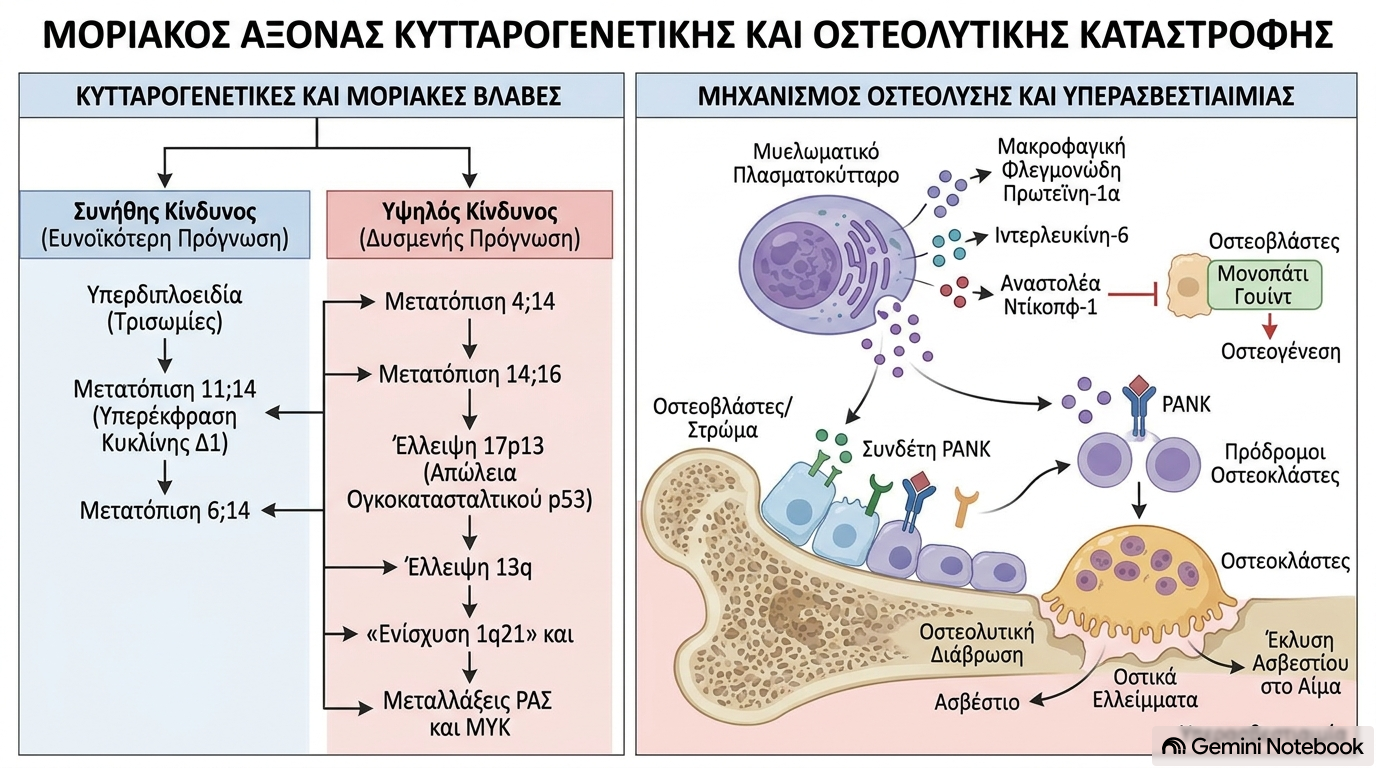 ΜΟΡΙΑΚΟΣ ΑΞΟΝΑΣ ΚΥΤΤΑΡΟΓΕΝΕΤΙΚΗΣ ΚΑΙ ΟΣΤΕΟΛΥΤΙΚΗΣ ΚΑΤΑΣΤΡΟΦΗΣ
ΚΥΤΤΑΡΟΓΕΝΕΤΙΚΕΣ ΚΑΙ ΜΟΡΙΑΚΕΣ ΒΛΑΒΕΣ
Συνήθης Κίνδυνος
(Ευνοϊκότερη Πρόγνωση)
Υπερδιπλοειδία
(Τρισωμίες)
Μετατόπιση 11;14
(Υπερέκφραση
Κυκλίνης Δ1)
Μετατόπιση 6;14
Υψηλός Κίνδυνος
(Δυσμενής Πρόγνωση)
Μετατόπιση 4;14
Μετατόπιση 14;16
Έλλειψη 17p13
(Απώλεια
Ογκοκατασταλτικού p53)
Έλλειψη 13q
«Ενίσχυση 1q21» και
Μεταλλάξεις ΡΑΣ
και ΜΥΚ
ΜΗΧΑΝΙΣΜΟΣ ΟΣΤΕΟΛΥΣΗΣ ΚΑΙ ΥΠΕΡΑΣΒΕΣΤΙΑΙΜΙΑΣ
Μυελωματικό
Πλασματοκύτταρο
Μακροφαγική
Φλεγμονώδη
Πρωτεϊνη-1α
Ιντερλευκίνη-6
Αναστολέα
Ντίκοπφ-1
Οστεοβλάστες
Μονοπάτι
Γουίντ
Οστεογένεση
Οστεοβλάστες/
Στρώμα
Συνδέτη ΡΑΝΚ
ΡΑΝΚ
Πρόδρομοι
Οστεοκλάστες
Οστεοκλάστες
Οστεολυτική
Διάβρωση
Ασβέστιο
Οστικά
Ελλείμματα
Έκλυση
Ασβεστίου
στο Αίμα
Gemini Notebook